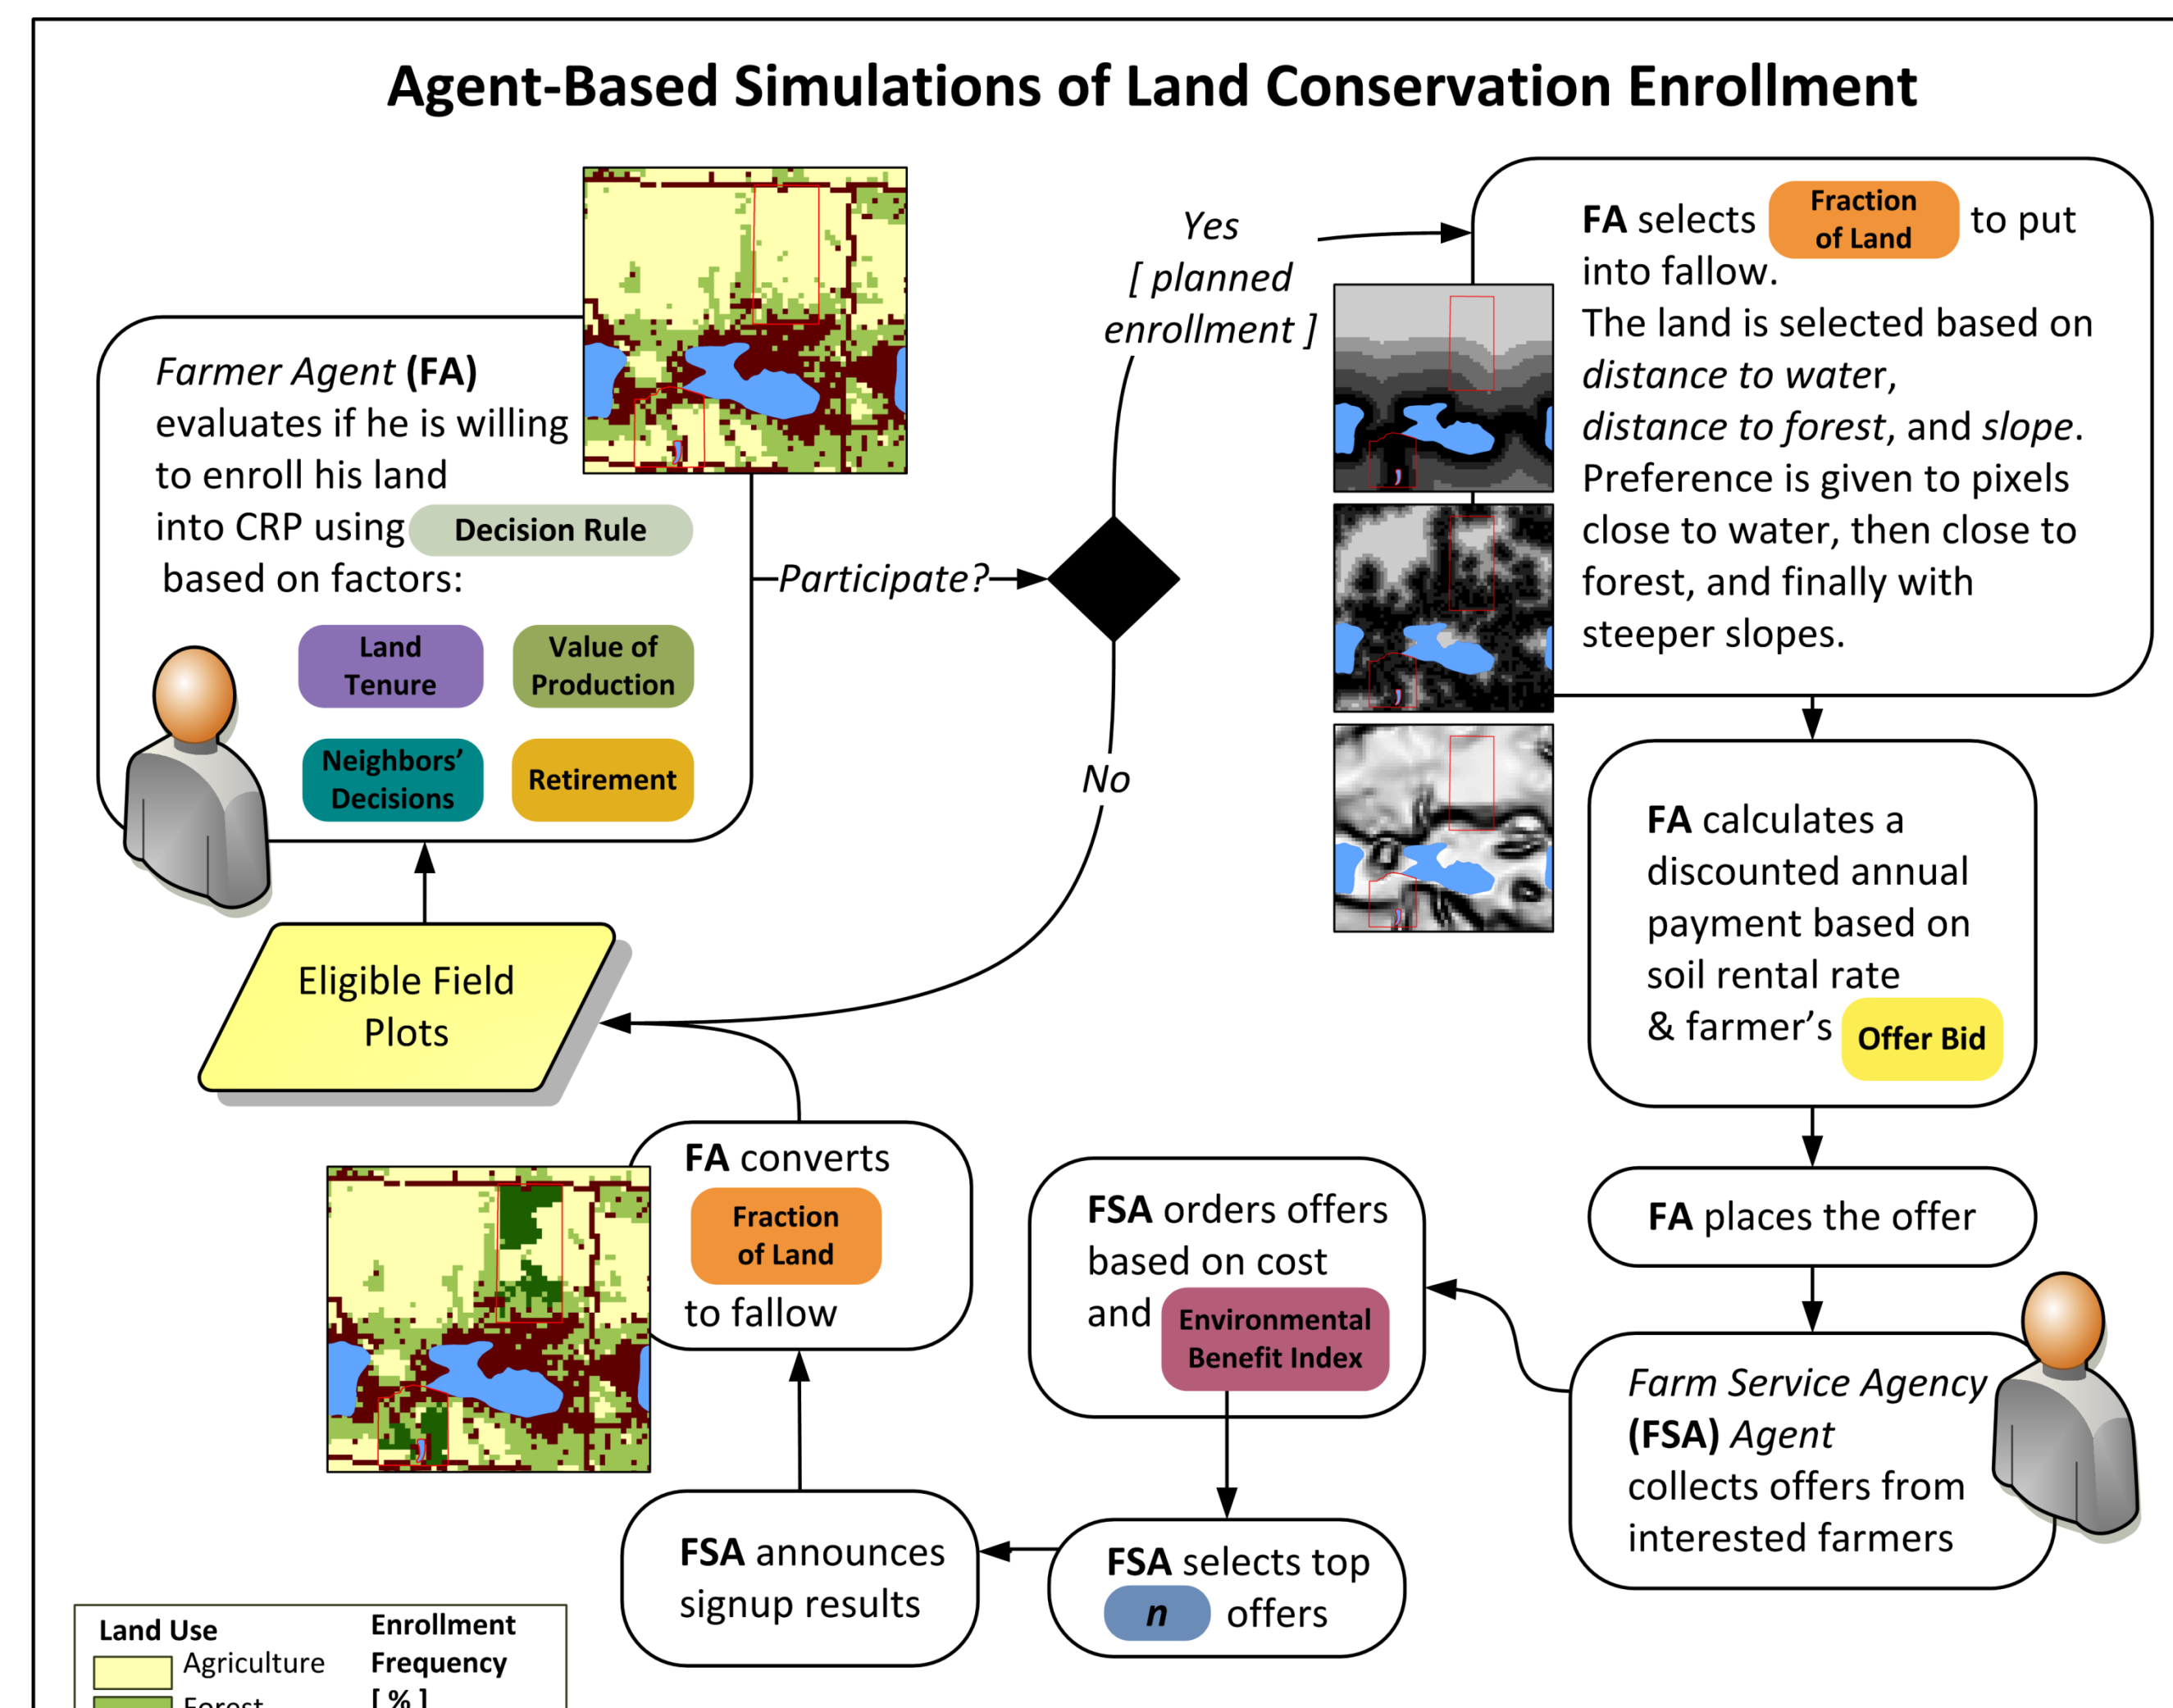 Agent-Based Simulations of Land Conservation Enrollment
Farmer Agent (FA)
evaluates if he is willing
to enroll his land
into CRP using Decision Rule
based on factors:
Land
Tenure
Value of
Production
Neighbors’
Decisions
Retirement
Participate?
Yes
[ planned
enrollment ]
No
FA selects Fraction of Land to put
into fallow.
The land is selected based on
distance to water,
distance to forest, and slope.
Preference is given to pixels
close to water, then close to
forest, and finally with
steeper slopes.
FA calculates a
discounted annual
payment based on
soil rental rate
& farmer’s Offer Bid
FA places the offer
Farm Service Agency
(FSA) Agent
collects offers from
interested farmers
FSA orders offers
based on cost
and Environmental
Benefit Index
FSA selects top
n offers
FSA announces
signup results
FA converts
Fraction
of Land
to fallow
Eligible Field
Plots
Land Use
Agriculture
Forest
Enrollment
Frequency
[ % ]